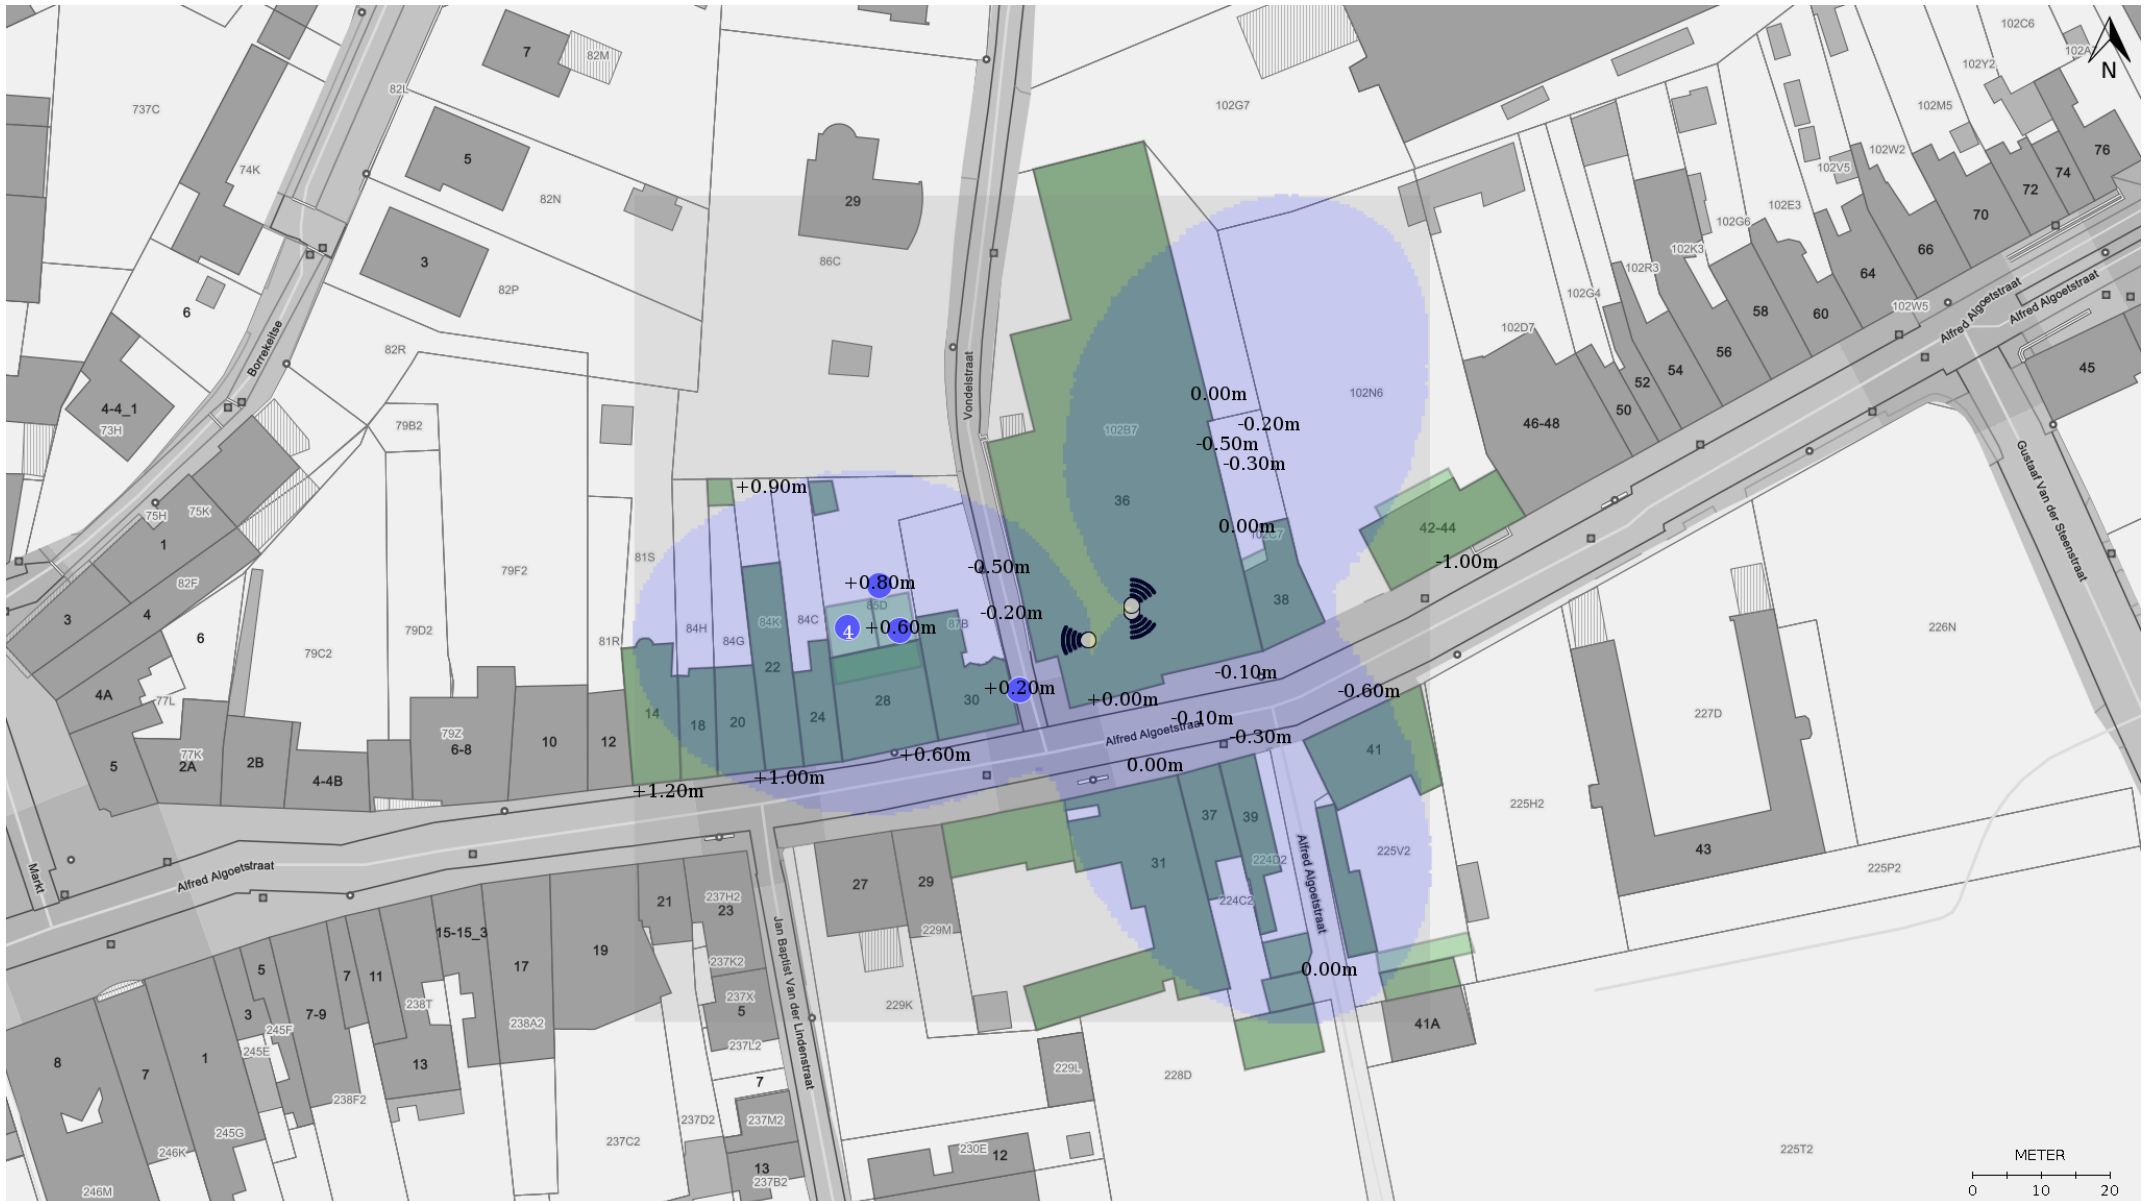 102C6
102A7
N
7
82M
102Y2
82L
737C
102G7
102M5
76
5
74K
102V5
102W2
74
72
82N
29
102E3
70
102G6
66
3
86C
102K3
102R3
64
82P
102G4
102W5
58
60
6
102D7
Alfred Algoetstraat
Alfred Algoetstraat
Borrekeitse
82R
Vondelstraat
56
54
52
45
50
0.00m
102N6
4-4_1
73H
79B2
-0.20m
46-48
102B7
-0.50m
-0.30m
+0.90m
36
75H
75K
Gustaaf Van der Steenstraat
0.00m
102C7
42-44
1
81S
-0.50m
-1.00m
79F2
82F
+0.80m
85D
38
3
4
84K
84C
-0.20m
87B
+0.60m
4
226N
6
79D2
81R
84H
84G
79C2
22
-0.10m
4A
77L
14
+0.20m
-0.60m
+0.00m
28
30
18
20
24
227D
-0.10m
Alfred Algoetstraat
-0.30m
79Z
6-8
10
12
77K
2A
2B
5
4-4B
+0.60m
41
+1.00m
0.00m
+1.20m
225H2
37
39
Markt
Alfred Algoetstraat
31
224D2
Alfred Algoetstraat
225V2
43
225P2
27
29
21
237H2
23
224C2
229M
15-15_3
19
Jan Baptist Van der Lindenstraat
5
7
11
17
237K2
0.00m
238T
237X
5
229K
3
7-9
245F
238A2
41A
245E
237L2
8
7
1
13
229L
228D
7
238F2
237D2
237M2
245G
237C2
246K
230E
12
225T2
13
237B2
246M
METER
0 10 20